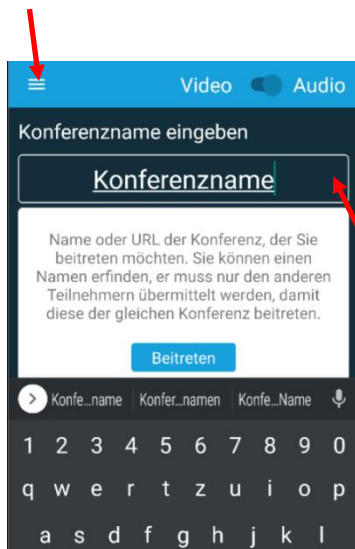 Video Audio
Konferenzname eingeben
Konferenzname
Name oder URL der Konferenz, der Sie
beitreten möchten. Sie können einen
Namen erfinden, er muss nur den anderen
Teilnehmern übermittelt werden, damit
diese der gleichen Konferenz beitreten.
Beitreten
Konfe…name Konfer…namen Konfe…Name
1 2 3 4 5 6 7 8 9 0
q w e r t z u i o p
a s d f g h j k l